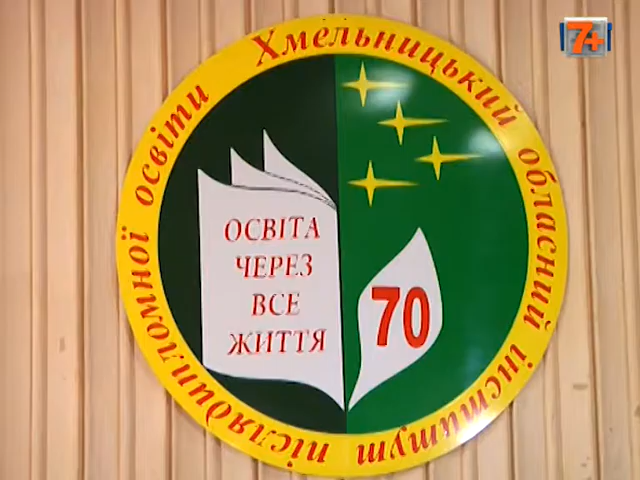 7+
Хмельницький обласний інститут післядипломної освіти
ОСВІТА
ЧЕРЕЗ
ВСЕ
ЖИТТЯ
70